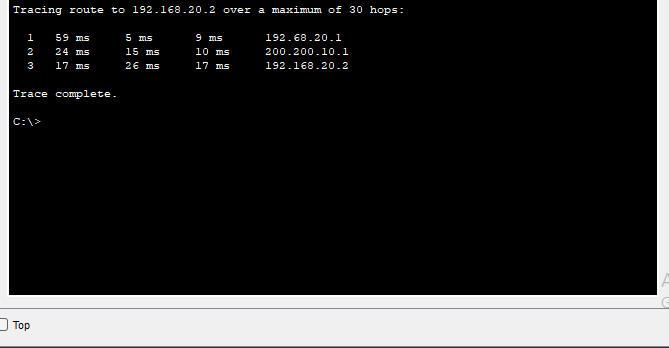 Tracing route to 192.168.20.2 over a maximum of 30 hops:
1 59 ms 5 ms 9 ms 192.68.20.1
2 24 ms 15 ms 10 ms 200.200.10.1
3 17 ms 26 ms 17 ms 192.168.20.2
Trace complete.
C:\>
Top